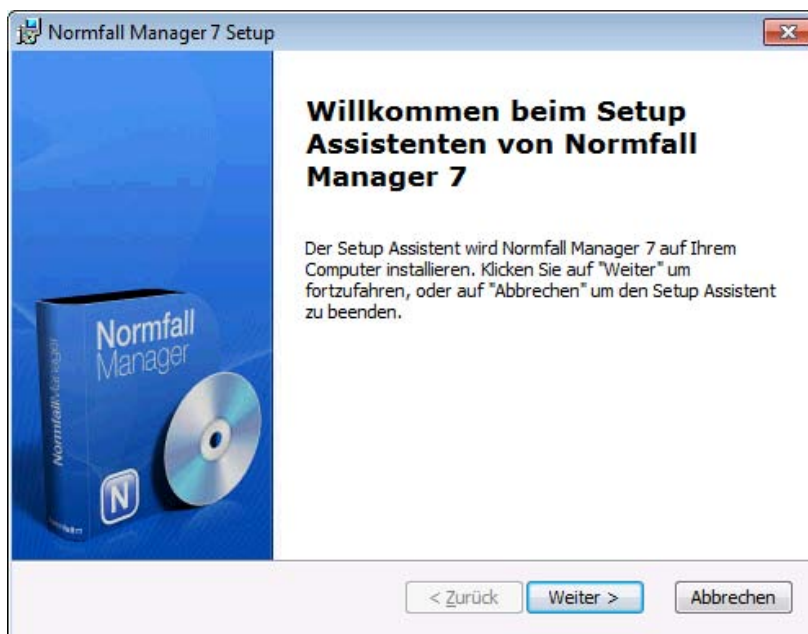 Normfall Manager 7 Setup
Willkommen beim Setup
Assistenten von Normfall
Manager 7
Der Setup Assistent wird Normfall Manager 7 auf Ihrem
Computer installieren. Klicken Sie auf "Weiter" um
fortzufahren, oder auf "Abbrechen" um den Setup Assistent
zu beenden.
Normfall
Manager
NormfallManager
N
< Zurück
Weiter >
Abbrechen